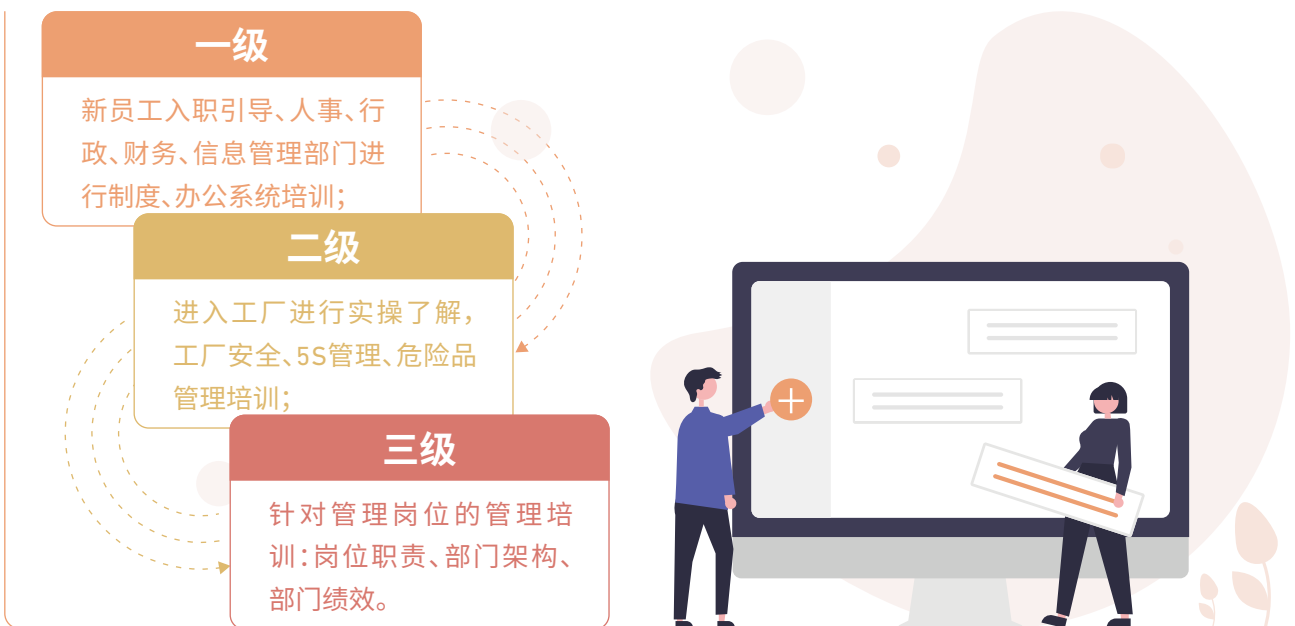 一级
新员工入职引导、人事、行
政、财务、信息管理部门进
行制度、办公系统培训；
二级
进入工厂进行实操了解，
工厂安全、5S管理、危险品
管理培训；
三级
针对管理岗位的管理培
训：岗位职责、部门架构、
部门绩效。